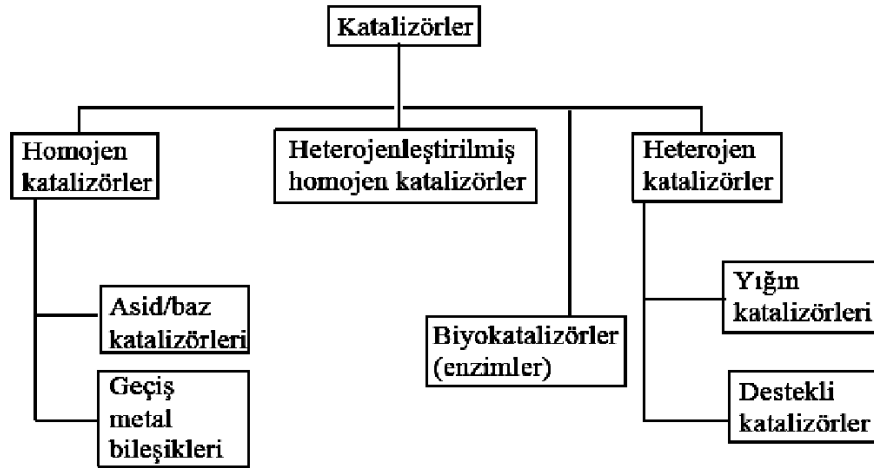 Katalizörler
Homojen
katalizörler
Heterojenleştirilmiş
homojen katalizörler
Heterojen
katalizörler
Asid/baz
katalizörleri
Geçiş
metal
bileşikleri
Biyokatalizörler
(enzimler)
Yığın
katalizörleri
Destekli
katalizörler